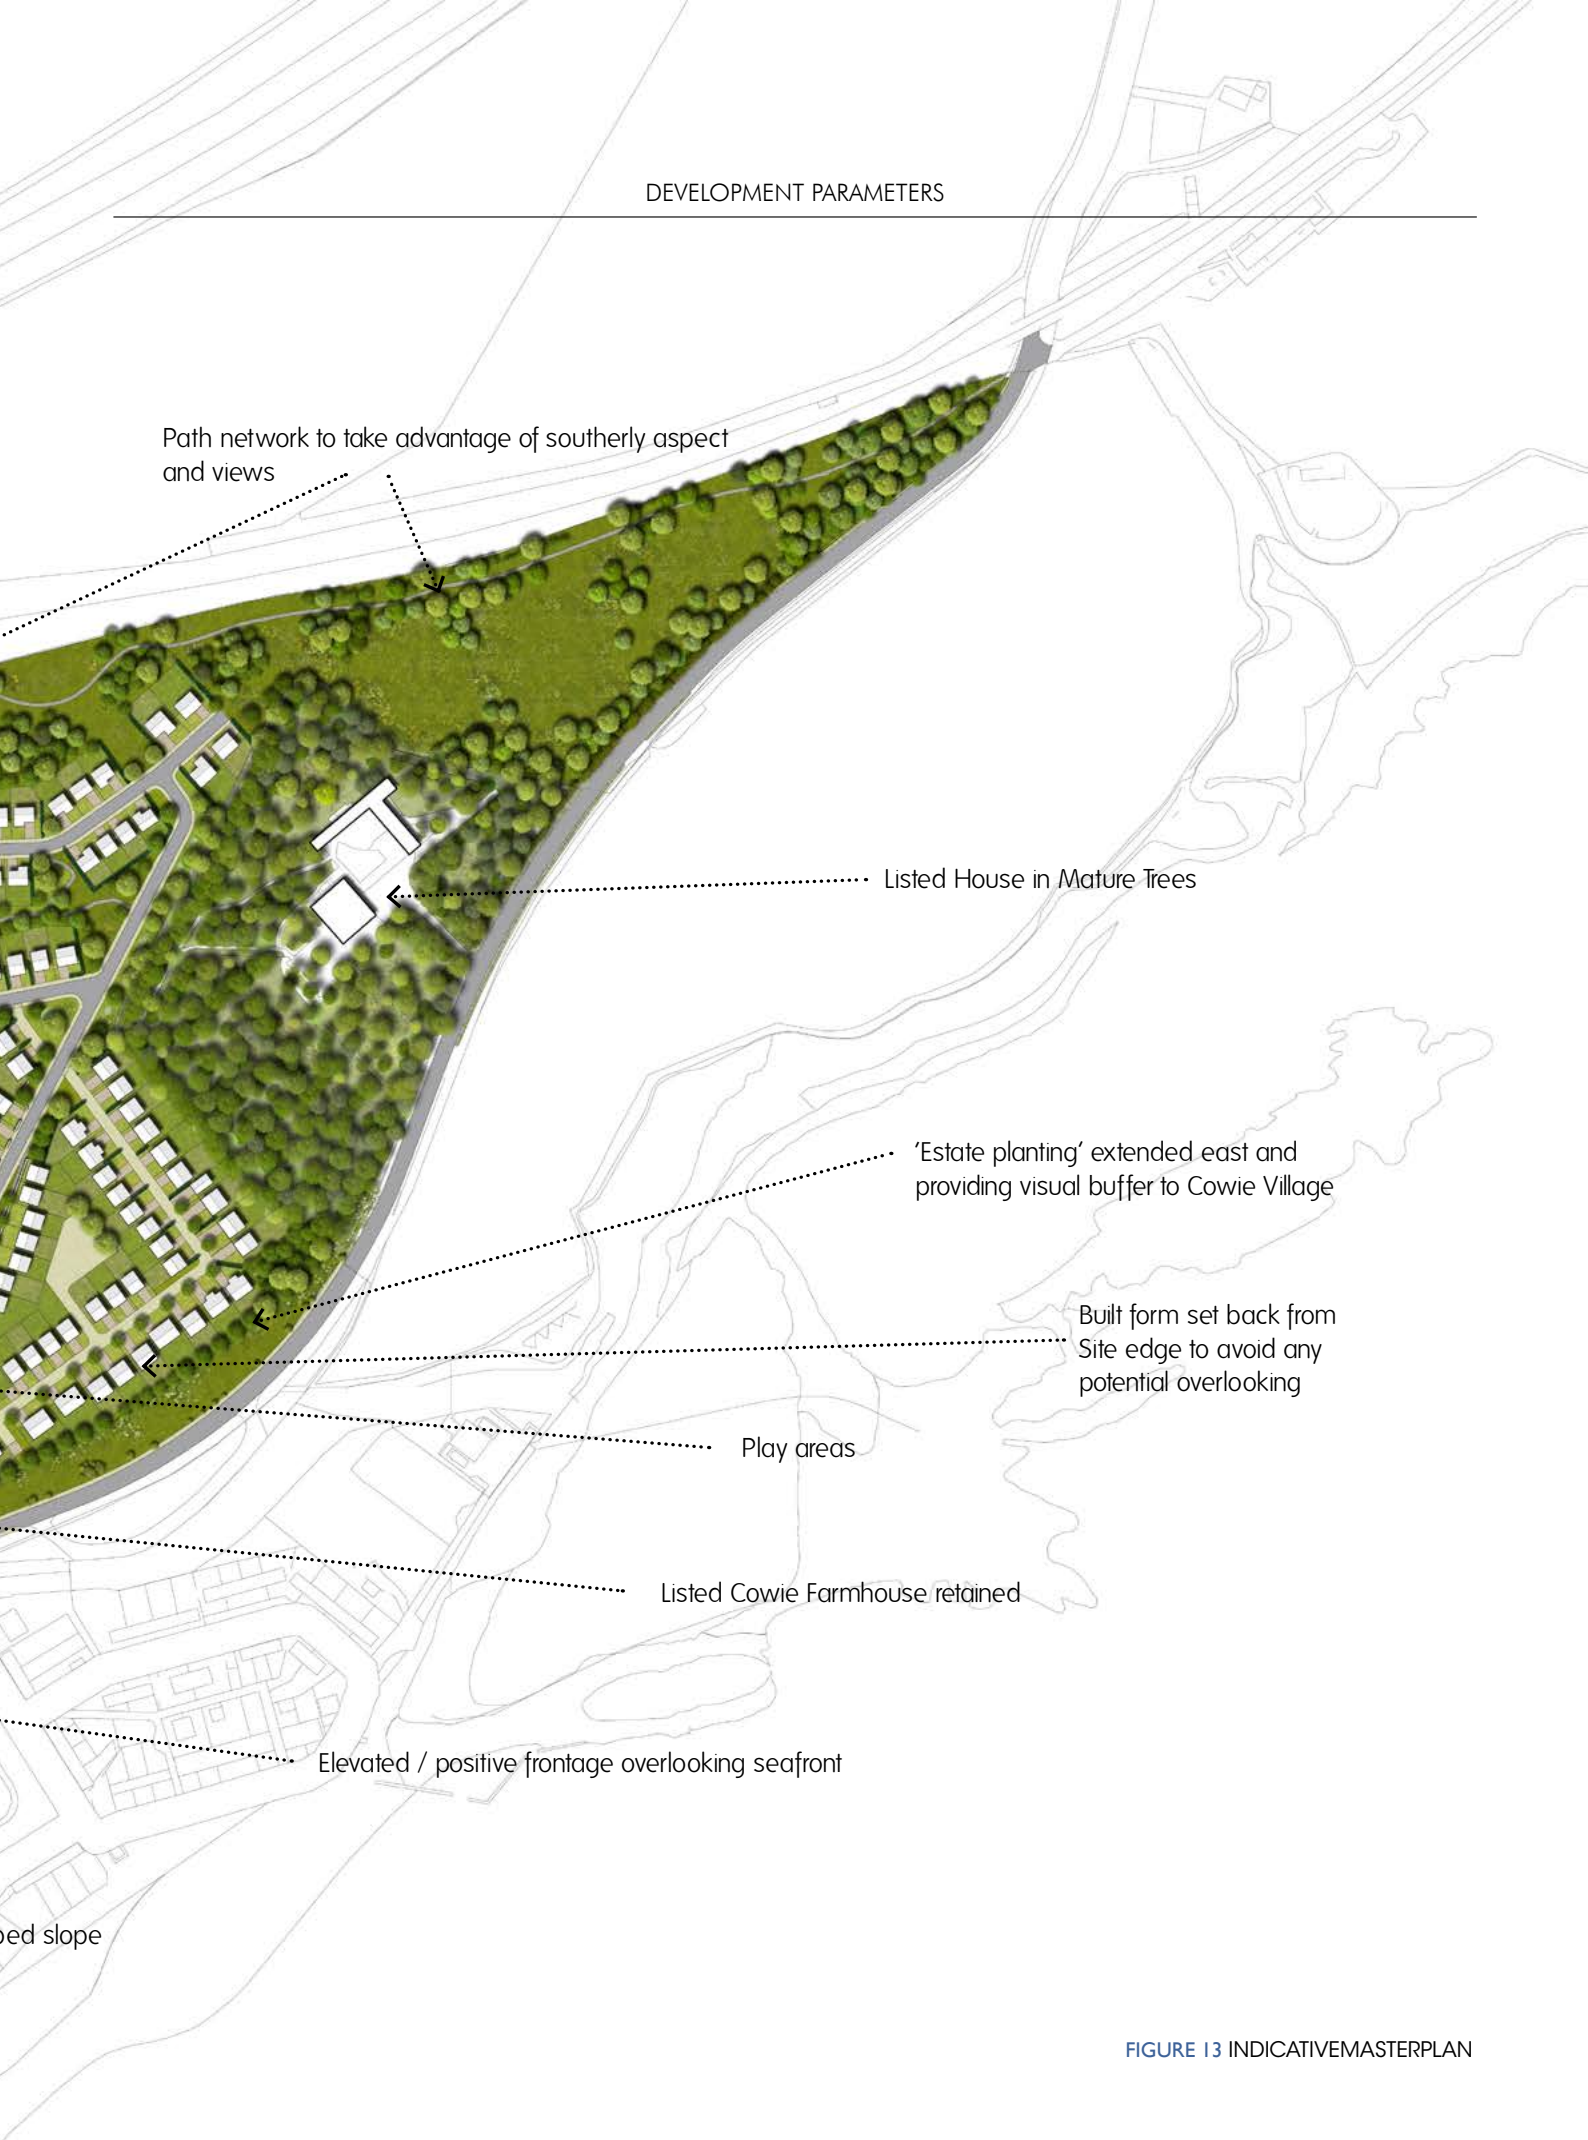 DEVELOPMENT PARAMETERS
Path network to take advantage of southerly aspect
and views
Listed House in Mature Trees
‘Estate planting’ extended east and
providing visual buffer to Cowie Village
Built form set back from
Site edge to avoid any
potential overlooking
Play areas
Listed Cowie Farmhouse retained
Elevated / positive frontage overlooking seafront
slope
FIGURE 13 INDICATIVEMASTERPLAN